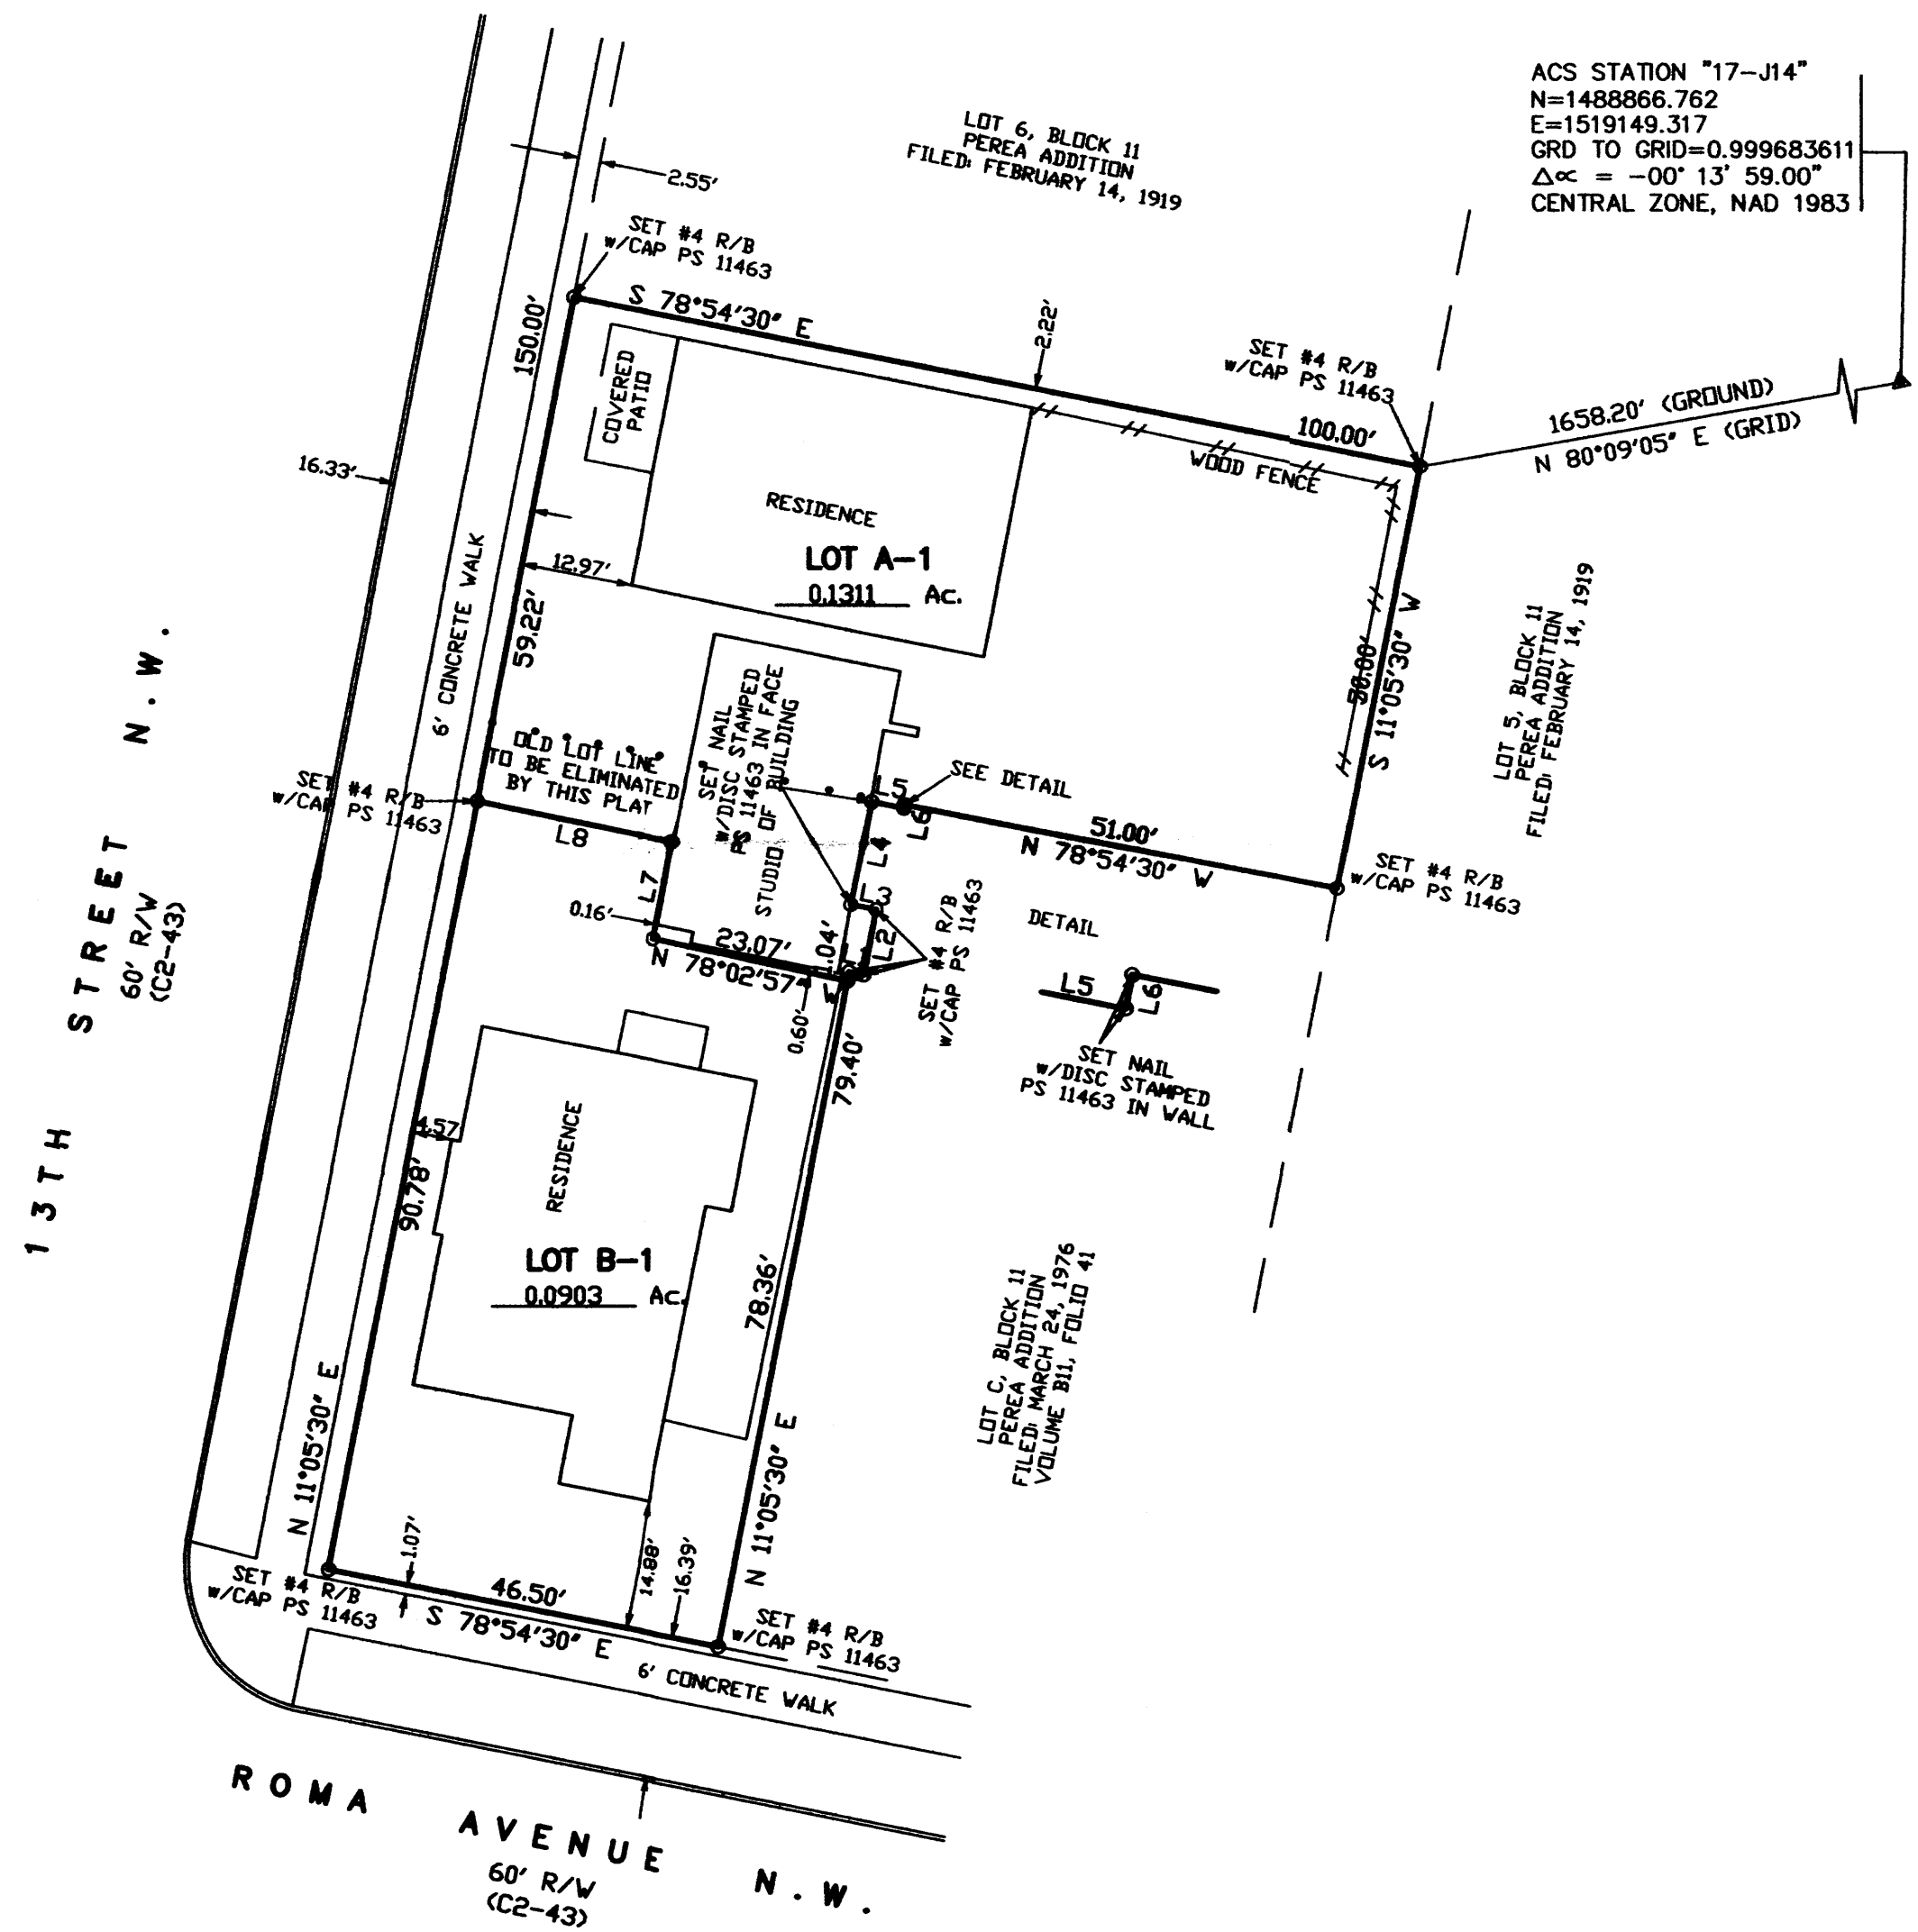 ACS STATION "17-J14"
N=1488866.762
E=1519149.317
GRD TO GRID=0.999683611
Δ∝ = -00° 13' 59.00"
CENTRAL ZONE, NAD 1983
LOT 6, BLOCK 11
PEREA ADDITION
FILED: FEBRUARY 14, 1919
2.55'
SET #4 R/B
w/CAP PS 11463
S 78°54'30" E
2.22'
150.00'
SET #4 R/B
w/CAP PS 11463
100.00'
1658.20' (GROUND)
N 80°09'05" E (GRID)
COVERED
PATIO
WOOD FENCE
16.33'
RESIDENCE
LOT A-1
0.1311 Ac.
12.97'
59.22'
6' CONCRETE WALK
50.00'
S 11°05'30" W
LOT 5, BLOCK 11
PEREA ADDITION
FILED: FEBRUARY 14, 1919
OLD LOT LINE
TO BE ELIMINATED
BY THIS PLAT
SET NAIL
w/DISC STAMPED
PS 11463 IN FACE
OF BUILDING
STUDIO
SET #4 R/B
w/CAP PS 11463
L5
SEE DETAIL
L6
51.00'
N 78°54'30" W
L8
L7
L4
L3
L2
SET #4 R/B
w/CAP PS 11463
SET #4 R/B
w/CAP PS 11463
0.16'
23.07'
N 78°02'57" W
1.04'
0.60'
DETAIL
L5
L6
SET NAIL
w/DISC STAMPED
PS 11463 IN WALL
79.40'
13TH STREET N.W.
60' R/W
(C2-43)
4.57
90.78'
RESIDENCE
LOT B-1
0.0903 Ac.
78.36'
LOT C, BLOCK 11
PEREA ADDITION
FILED: MARCH 24, 1976
VOLUME B11, FOLIO 41
N 11°05'30" E
N 11°05'30" E
1.07'
14.88'
16.39'
46.50'
S 78°54'30" E
SET #4 R/B
w/CAP PS 11463
SET #4 R/B
w/CAP PS 11463
6' CONCRETE WALK
ROMA AVENUE N.W.
60' R/W
(C2-43)